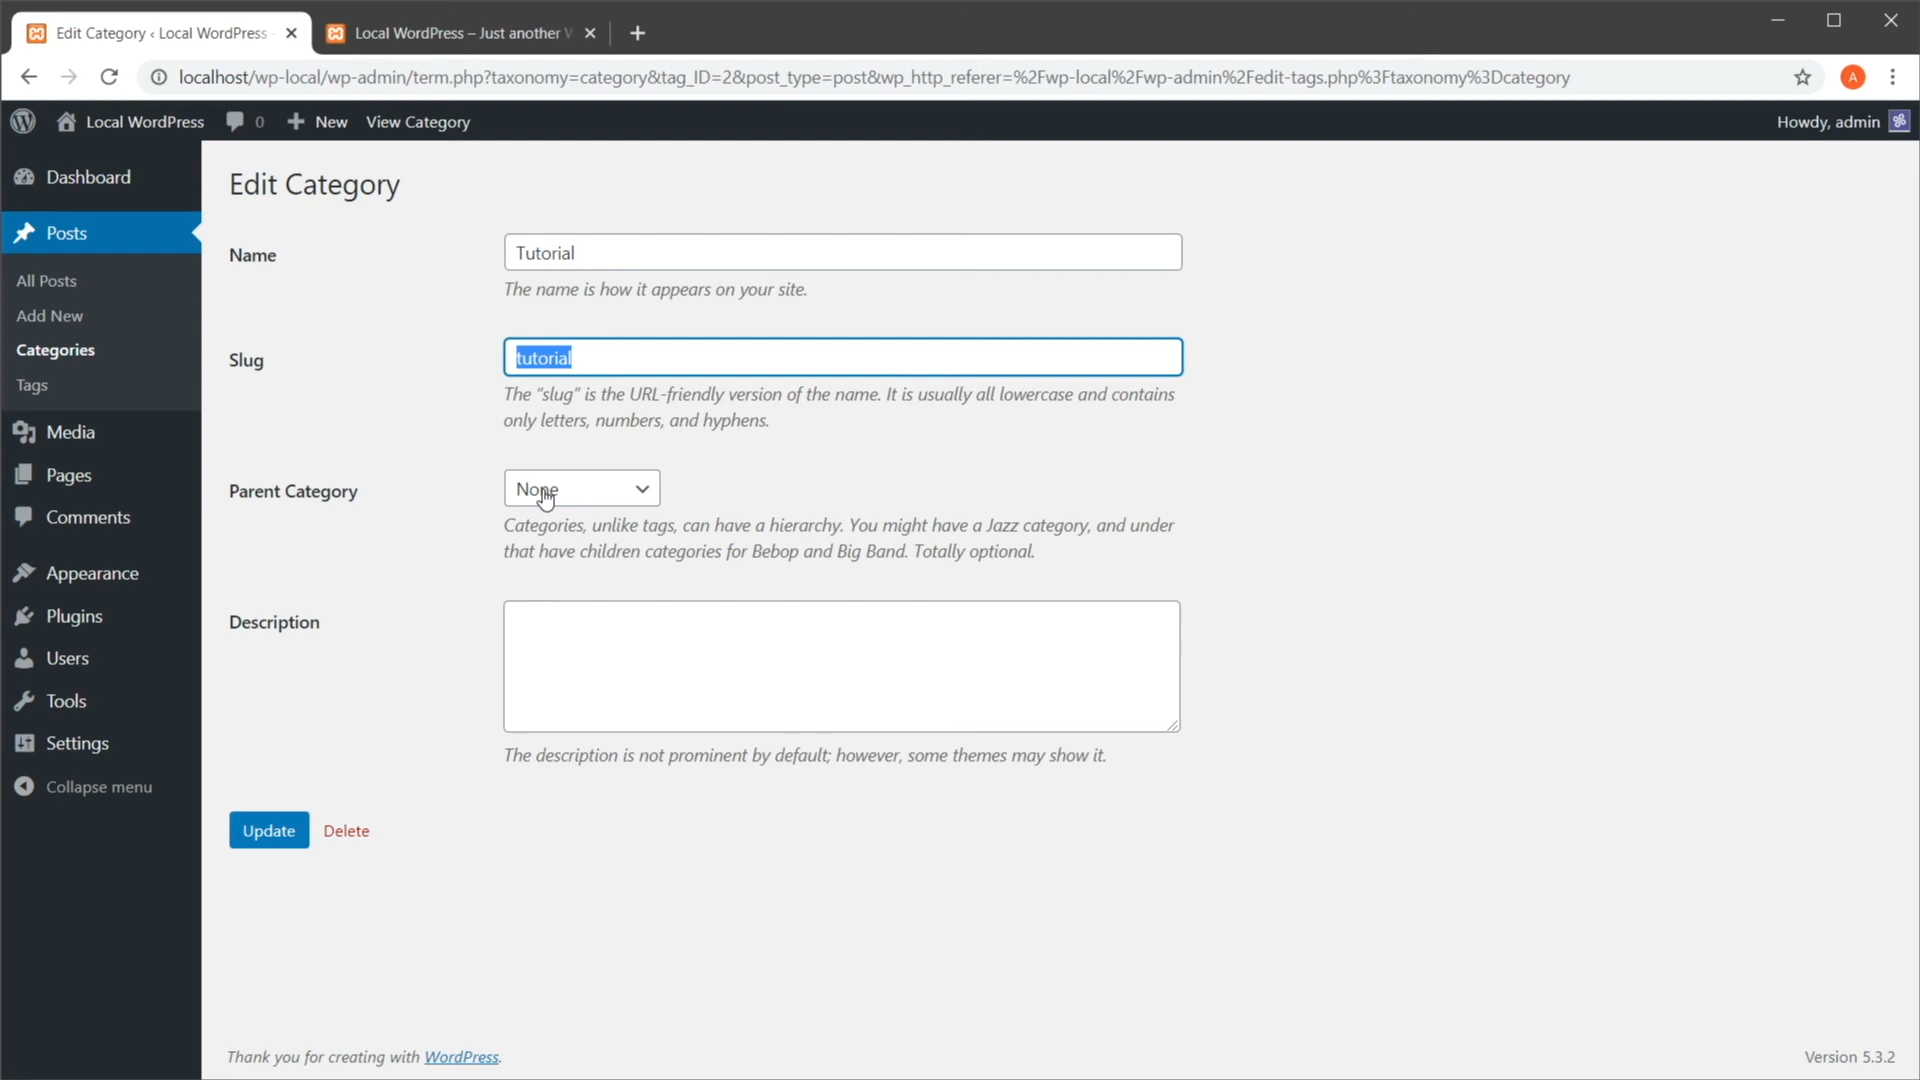 Edit Category ‹ Local WordPress
Local WordPress – Just another W
localhost/wp-local/wp-admin/term.php?taxonomy=category&tag_ID=2&post_type=post&wp_http_referer=%2Fwp-local%2Fwp-admin%2Fedit-tags.php%3Ftaxonomy%3Dcategory
A
Local WordPress
0
New
View Category
Howdy, admin
Dashboard
Posts
All Posts
Add New
Categories
Tags
Media
Pages
Comments
Appearance
Plugins
Users
Tools
Settings
Collapse menu
Edit Category
Name
Tutorial
The name is how it appears on your site.
Slug
tutorial
The “slug” is the URL-friendly version of the name. It is usually all lowercase and contains
only letters, numbers, and hyphens.
Parent Category
None
Categories, unlike tags, can have a hierarchy. You might have a Jazz category, and under
that have children categories for Bebop and Big Band. Totally optional.
Description
The description is not prominent by default; however, some themes may show it.
Update
Delete
Thank you for creating with WordPress.
Version 5.3.2